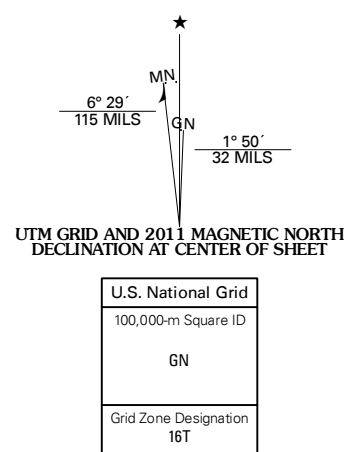 ★
M.N.
6° 29´
115 MILS
GN
1° 50´
32 MILS
UTM GRID AND 2011 MAGNETIC NORTH
DECLINATION AT CENTER OF SHEET
U.S. National Grid
100,000-m Square ID
GN
Grid Zone Designation
16T